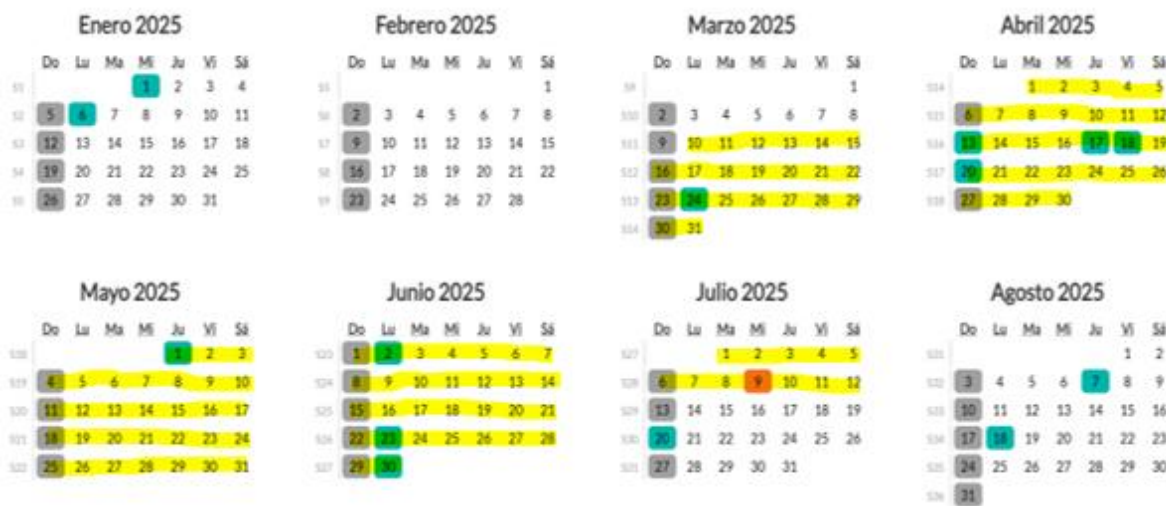 Enero 2025
Do Lu Ma Mi Ju Vi Sá
1 2 3 4
5 6 7 8 9 10 11
12 13 14 15 16 17 18
19 20 21 22 23 24 25
26 27 28 29 30 31
Febrero 2025
Do Lu Ma Mi Ju Vi Sá
1
2 3 4 5 6 7 8
9 10 11 12 13 14 15
16 17 18 19 20 21 22
23 24 25 26 27 28
Marzo 2025
Do Lu Ma Mi Ju Vi Sá
1
2 3 4 5 6 7 8
9 10 11 12 13 14 15
16 17 18 19 20 21 22
23 24 25 26 27 28 29
30 31
Abril 2025
Do Lu Ma Mi Ju Vi Sá
1 2 3 4 5
6 7 8 9 10 11 12
13 14 15 16 17 18 19
20 21 22 23 24 25 26
27 28 29 30
Mayo 2025
Do Lu Ma Mi Ju Vi Sá
1 2 3
4 5 6 7 8 9 10
11 12 13 14 15 16 17
18 19 20 21 22 23 24
25 26 27 28 29 30 31
Junio 2025
Do Lu Ma Mi Ju Vi Sá
1 2 3 4 5 6 7
8 9 10 11 12 13 14
15 16 17 18 19 20 21
22 23 24 25 26 27 28
29 30
Julio 2025
Do Lu Ma Mi Ju Vi Sá
1 2 3 4 5
6 7 8 9 10 11 12
13 14 15 16 17 18 19
20 21 22 23 24 25 26
27 28 29 30 31
Agosto 2025
Do Lu Ma Mi Ju Vi Sá
1 2
3 4 5 6 7 8 9
10 11 12 13 14 15 16
17 18 19 20 21 22 23
24 25 26 27 28 29 30
31